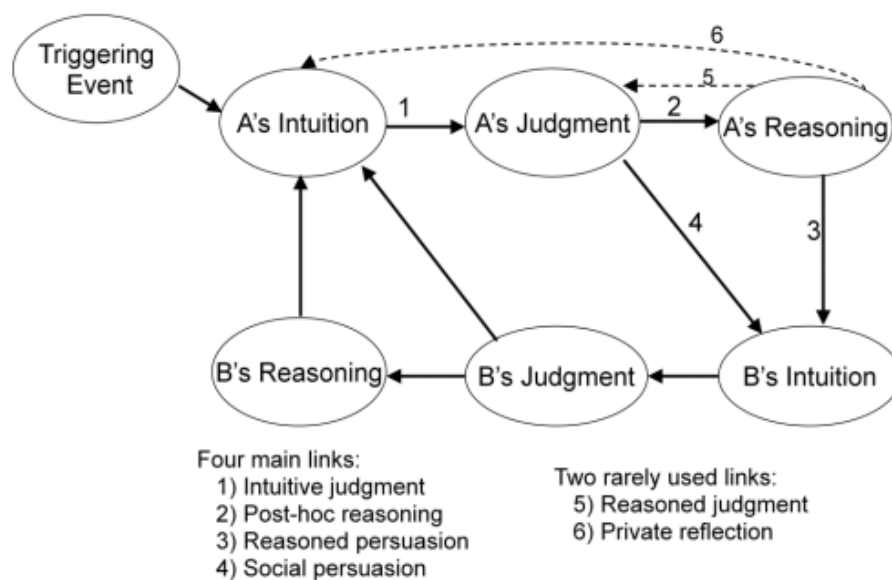 6
Triggering
Event
5
A's Intuition
1
A's Judgment
2
A's Reasoning
4
3
B's Reasoning
B's Judgment
B's Intuition
Four main links:
1) Intuitive judgment
2) Post-hoc reasoning
3) Reasoned persuasion
4) Social persuasion
Two rarely used links:
5) Reasoned judgment
6) Private reflection